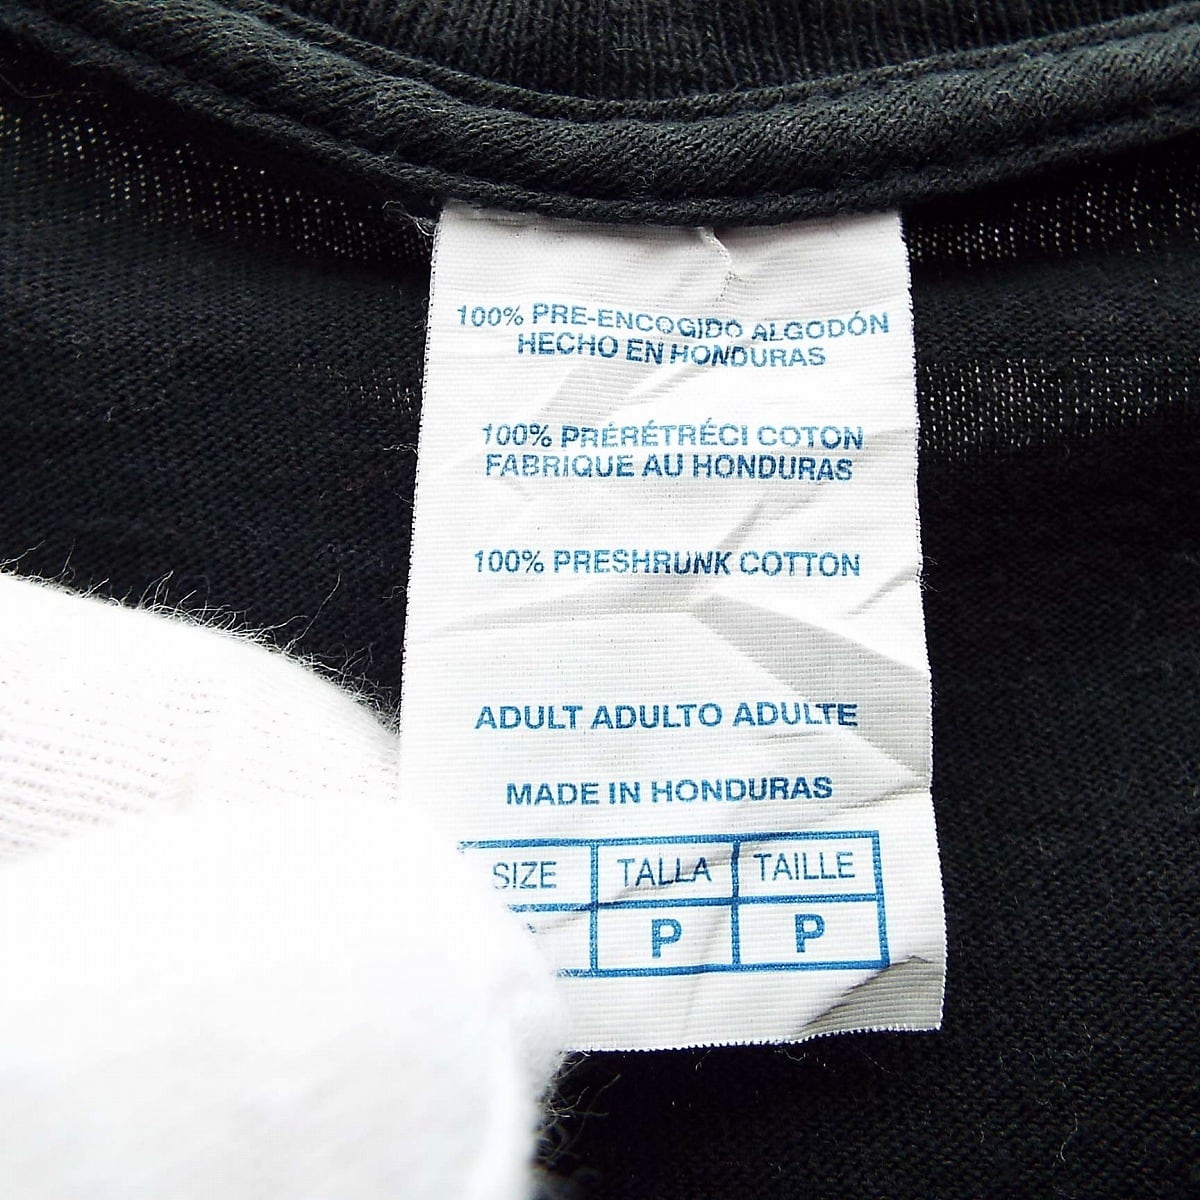 100% PRE-ENCOGIDO ALGODÓN
HECHO EN HONDURAS
100% PRÉRÉTRÉCI COTON
FABRIQUE AU HONDURAS
100% PRESHRUNK COTTON
ADULT ADULTO ADULTE
MADE IN HONDURAS
SIZE TALLA TAILLE
P P